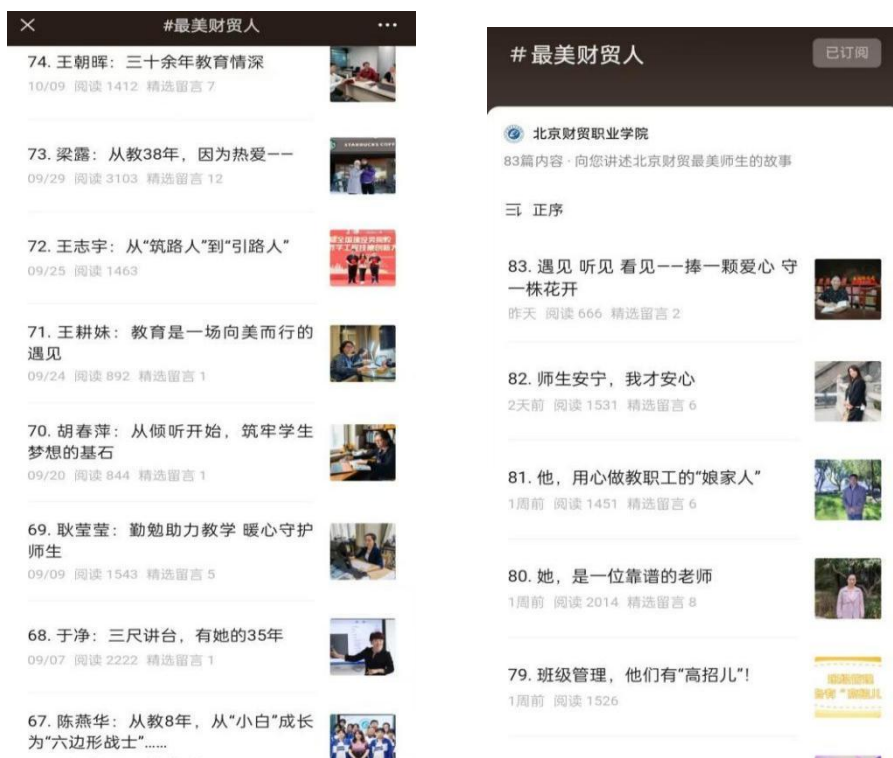 #最美财贸人
74. 王朝晖：三十余年教育情深
10/09 阅读 1412 精选留言 7
73. 梁露：从教38年，因为热爱——
09/29 阅读 3103 精选留言 12
72. 王志宇：从“筑路人”到“引路人”
09/25 阅读 1463
71. 王耕妹：教育是一场向美而行的
遇见
09/24 阅读 892 精选留言 1
70. 胡春萍：从倾听开始，筑牢学生
梦想的基石
09/20 阅读 844 精选留言 1
69. 耿莹莹：勤勉助力教学 暖心守护
师生
09/09 阅读 1543 精选留言 5
68. 于净：三尺讲台，有她的35年
09/07 阅读 2222 精选留言 1
67. 陈燕华：从教8年，从“小白”成长
为“六边形战士”……
#最美财贸人
已订阅
北京财贸职业学院
83篇内容·向您讲述北京财贸最美师生的故事
正序
83. 遇见 听见 看见——捧一颗爱心 守
一株花开
昨天 阅读 666 精选留言 2
82. 师生安宁，我才安心
2天前 阅读 1531 精选留言 6
81. 他，用心做教职工的“娘家人”
1周前 阅读 1451 精选留言 6
80. 她，是一位靠谱的老师
1周前 阅读 2014 精选留言 8
79. 班级管理，他们有“高招儿”！
1周前 阅读 1526
班级管理